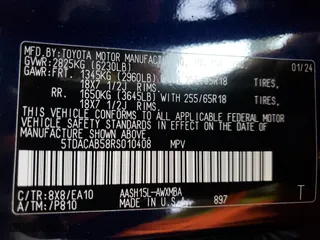 MFD.BY:TOYOTA MOTOR MANUFACTURING,
01/24
GVWR: 2825KG (6230LB)
GAWR:FRT. 1345KG (2960LB) 65R18 TIRES,
18X7 1/2J RIMS,
RR. 1650KG (3645LB) WITH 255/65R18 TIRES,
18X7 1/2J RIMS,
THIS VEHICLE CONFORMS TO ALL APPLICABLE FEDERAL MOTOR
VEHICLE SAFETY STANDARDS IN EFFECT ON THE DATE OF
MANUFACTURE SHOWN ABOVE.
5TDACAB58RS010408 MPV
C/TR: 8X8/EA10 AASH15L-AWXMBA T
A/TM: /P810 MADE IN U.S.A. 897